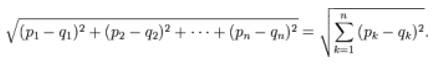 √((p₁ − q₁)² + (p₂ − q₂)² + ··· + (pₙ − qₙ)²) = √(∑ₖ₌₁ⁿ (pₖ − qₖ)²).